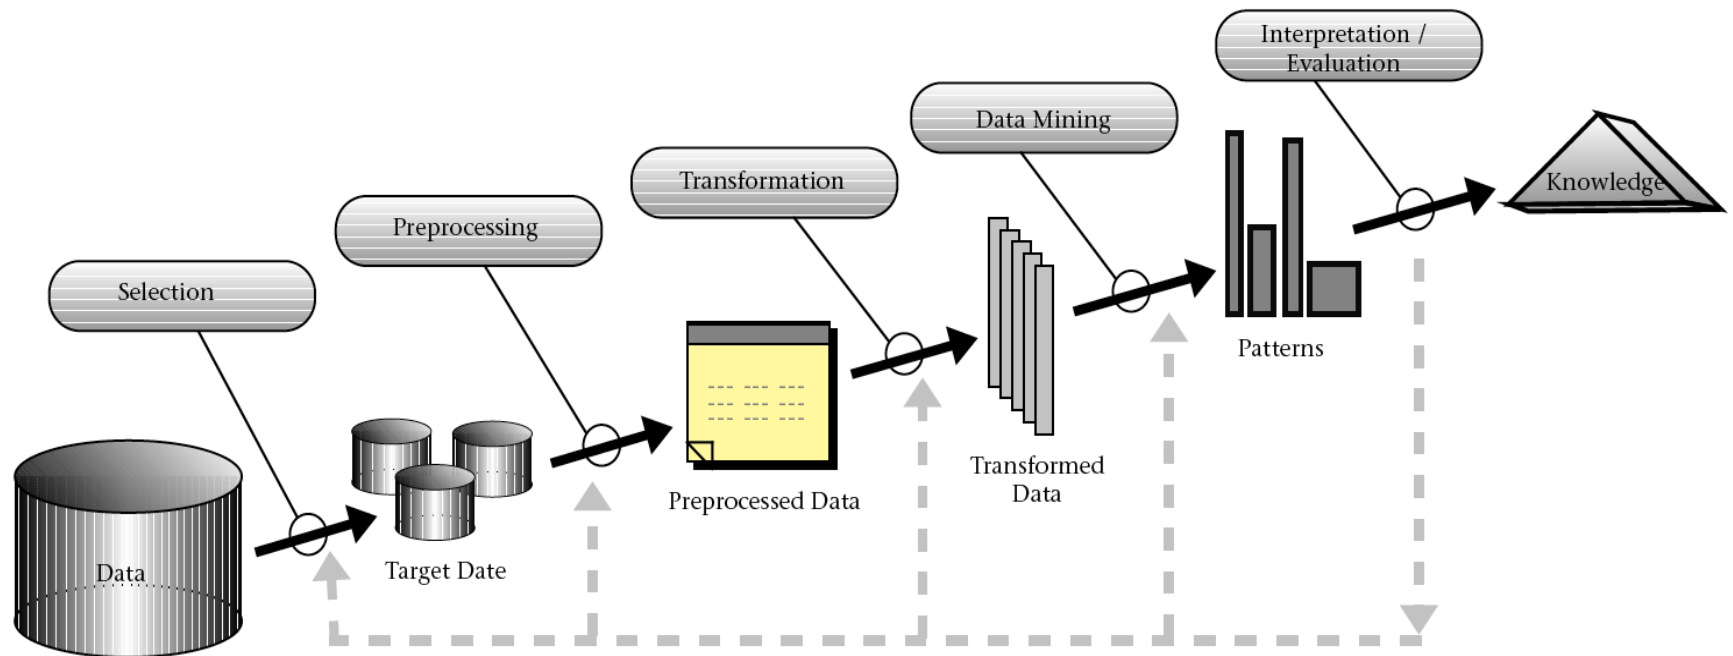 Interpretation /
Evaluation
Data Mining
Transformation
Knowledge
Preprocessing
Selection
Patterns
Transformed
Data
Preprocessed Data
Target Date
Data